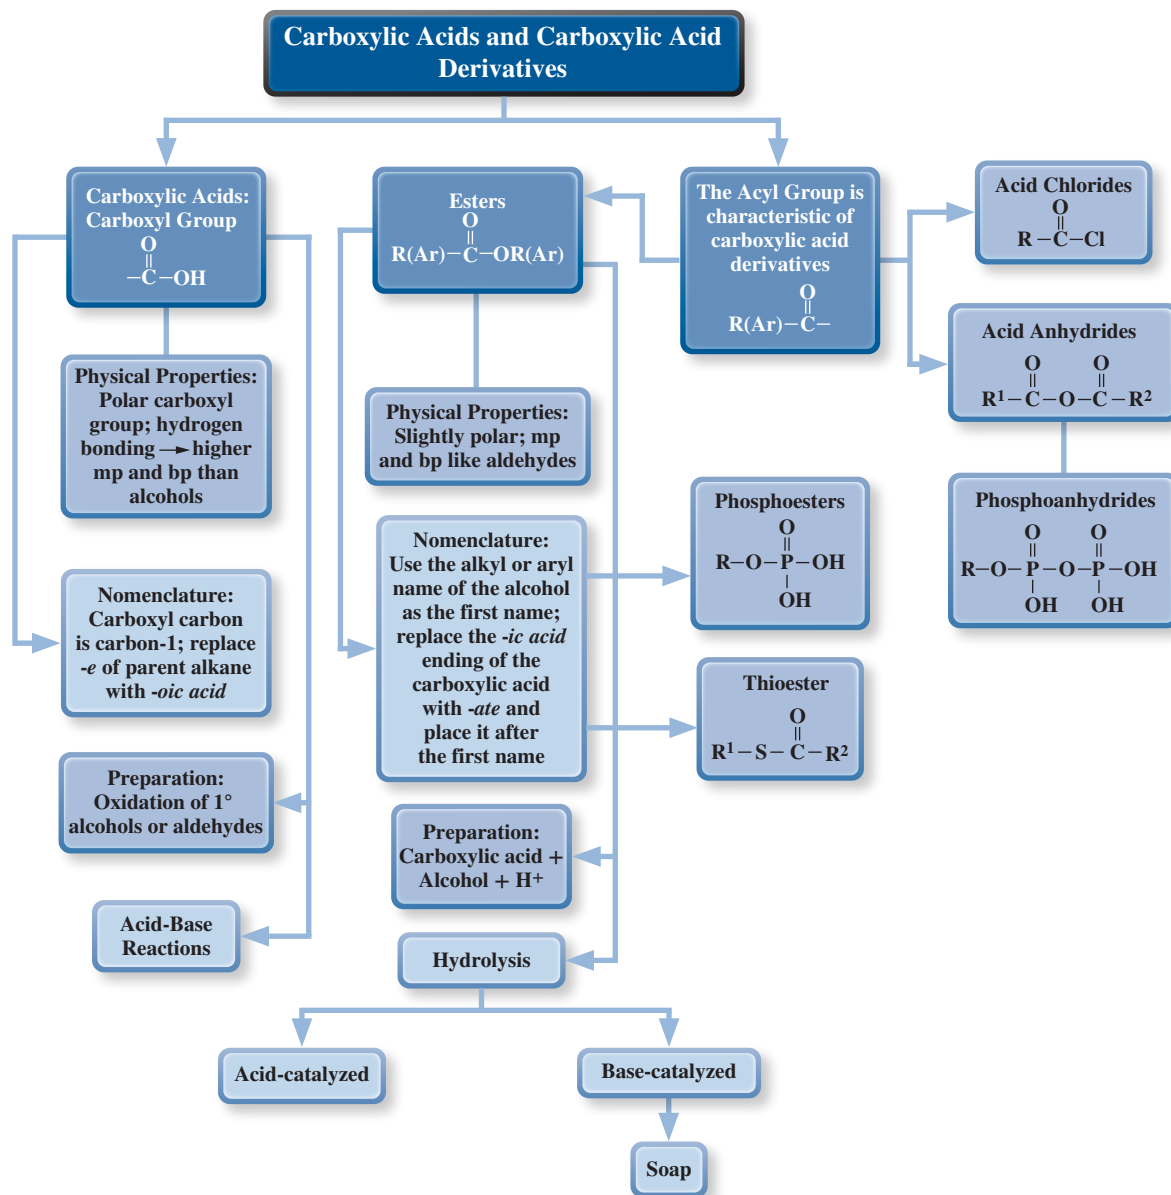 Carboxylic Acids and Carboxylic Acid
Derivatives
Carboxylic Acids:
Carboxyl Group
O
||
–C–OH
Physical Properties:
Polar carboxyl
group; hydrogen
bonding → higher
mp and bp than
alcohols
Nomenclature:
Carboxyl carbon
is carbon-1; replace
-e of parent alkane
with -oic acid
Preparation:
Oxidation of 1°
alcohols or aldehydes
Acid-Base
Reactions
Esters
O
||
R(Ar)–C–OR(Ar)
Physical Properties:
Slightly polar; mp
and bp like aldehydes
Nomenclature:
Use the alkyl or aryl
name of the alcohol
as the first name;
replace the -ic acid
ending of the
carboxylic acid
with -ate and
place it after
the first name
Preparation:
Carboxylic acid +
Alcohol + H⁺
Hydrolysis
Acid-catalyzed
Base-catalyzed
Soap
The Acyl Group is
characteristic of
carboxylic acid
derivatives
O
||
R(Ar)–C–
Acid Chlorides
O
||
R–C–Cl
Acid Anhydrides
O O
|| ||
R¹–C–O–C–R²
Phosphoanhydrides
O O
|| ||
R–O–P–O–P–OH
| |
OH OH
Phosphoesters
O
||
R–O–P–OH
|
OH
Thioester
O
||
R¹–S–C–R²